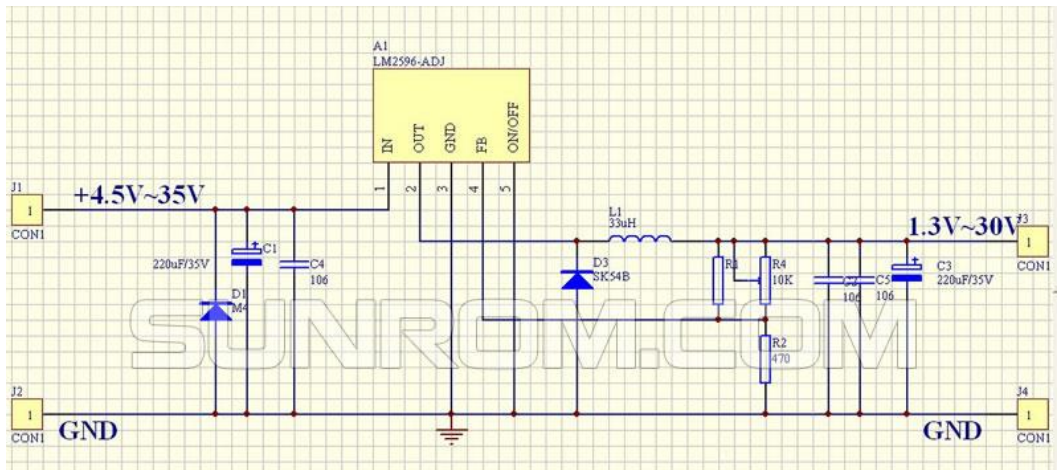 A1
LM2596-ADJ
IN
OUT
GND
FB
ON/OFF
1
2
3
4
5
J1
1
CON1
+4.5V~35V
C1
220uF/35V
C4
106
D1
M4
L1
33uH
D3
SK54B
R1
R4
10K
R2
470
1.3V~30V
J3
1
CON1
106
C5
106
C3
220uF/35V
SUNROM.COM
J2
1
CON1
GND
GND
J4
1
CON1